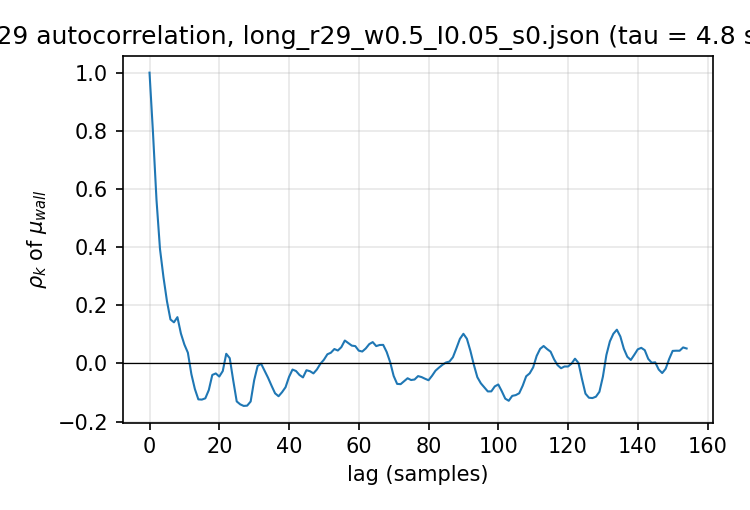 29 autocorrelation, long_r29_w0.5_I0.05_s0.json (tau = 4.8 s
1.0
0.8
0.6
0.4
0.2
0.0
−0.2
ρk of μwall
0 20 40 60 80 100 120 140 160
lag (samples)